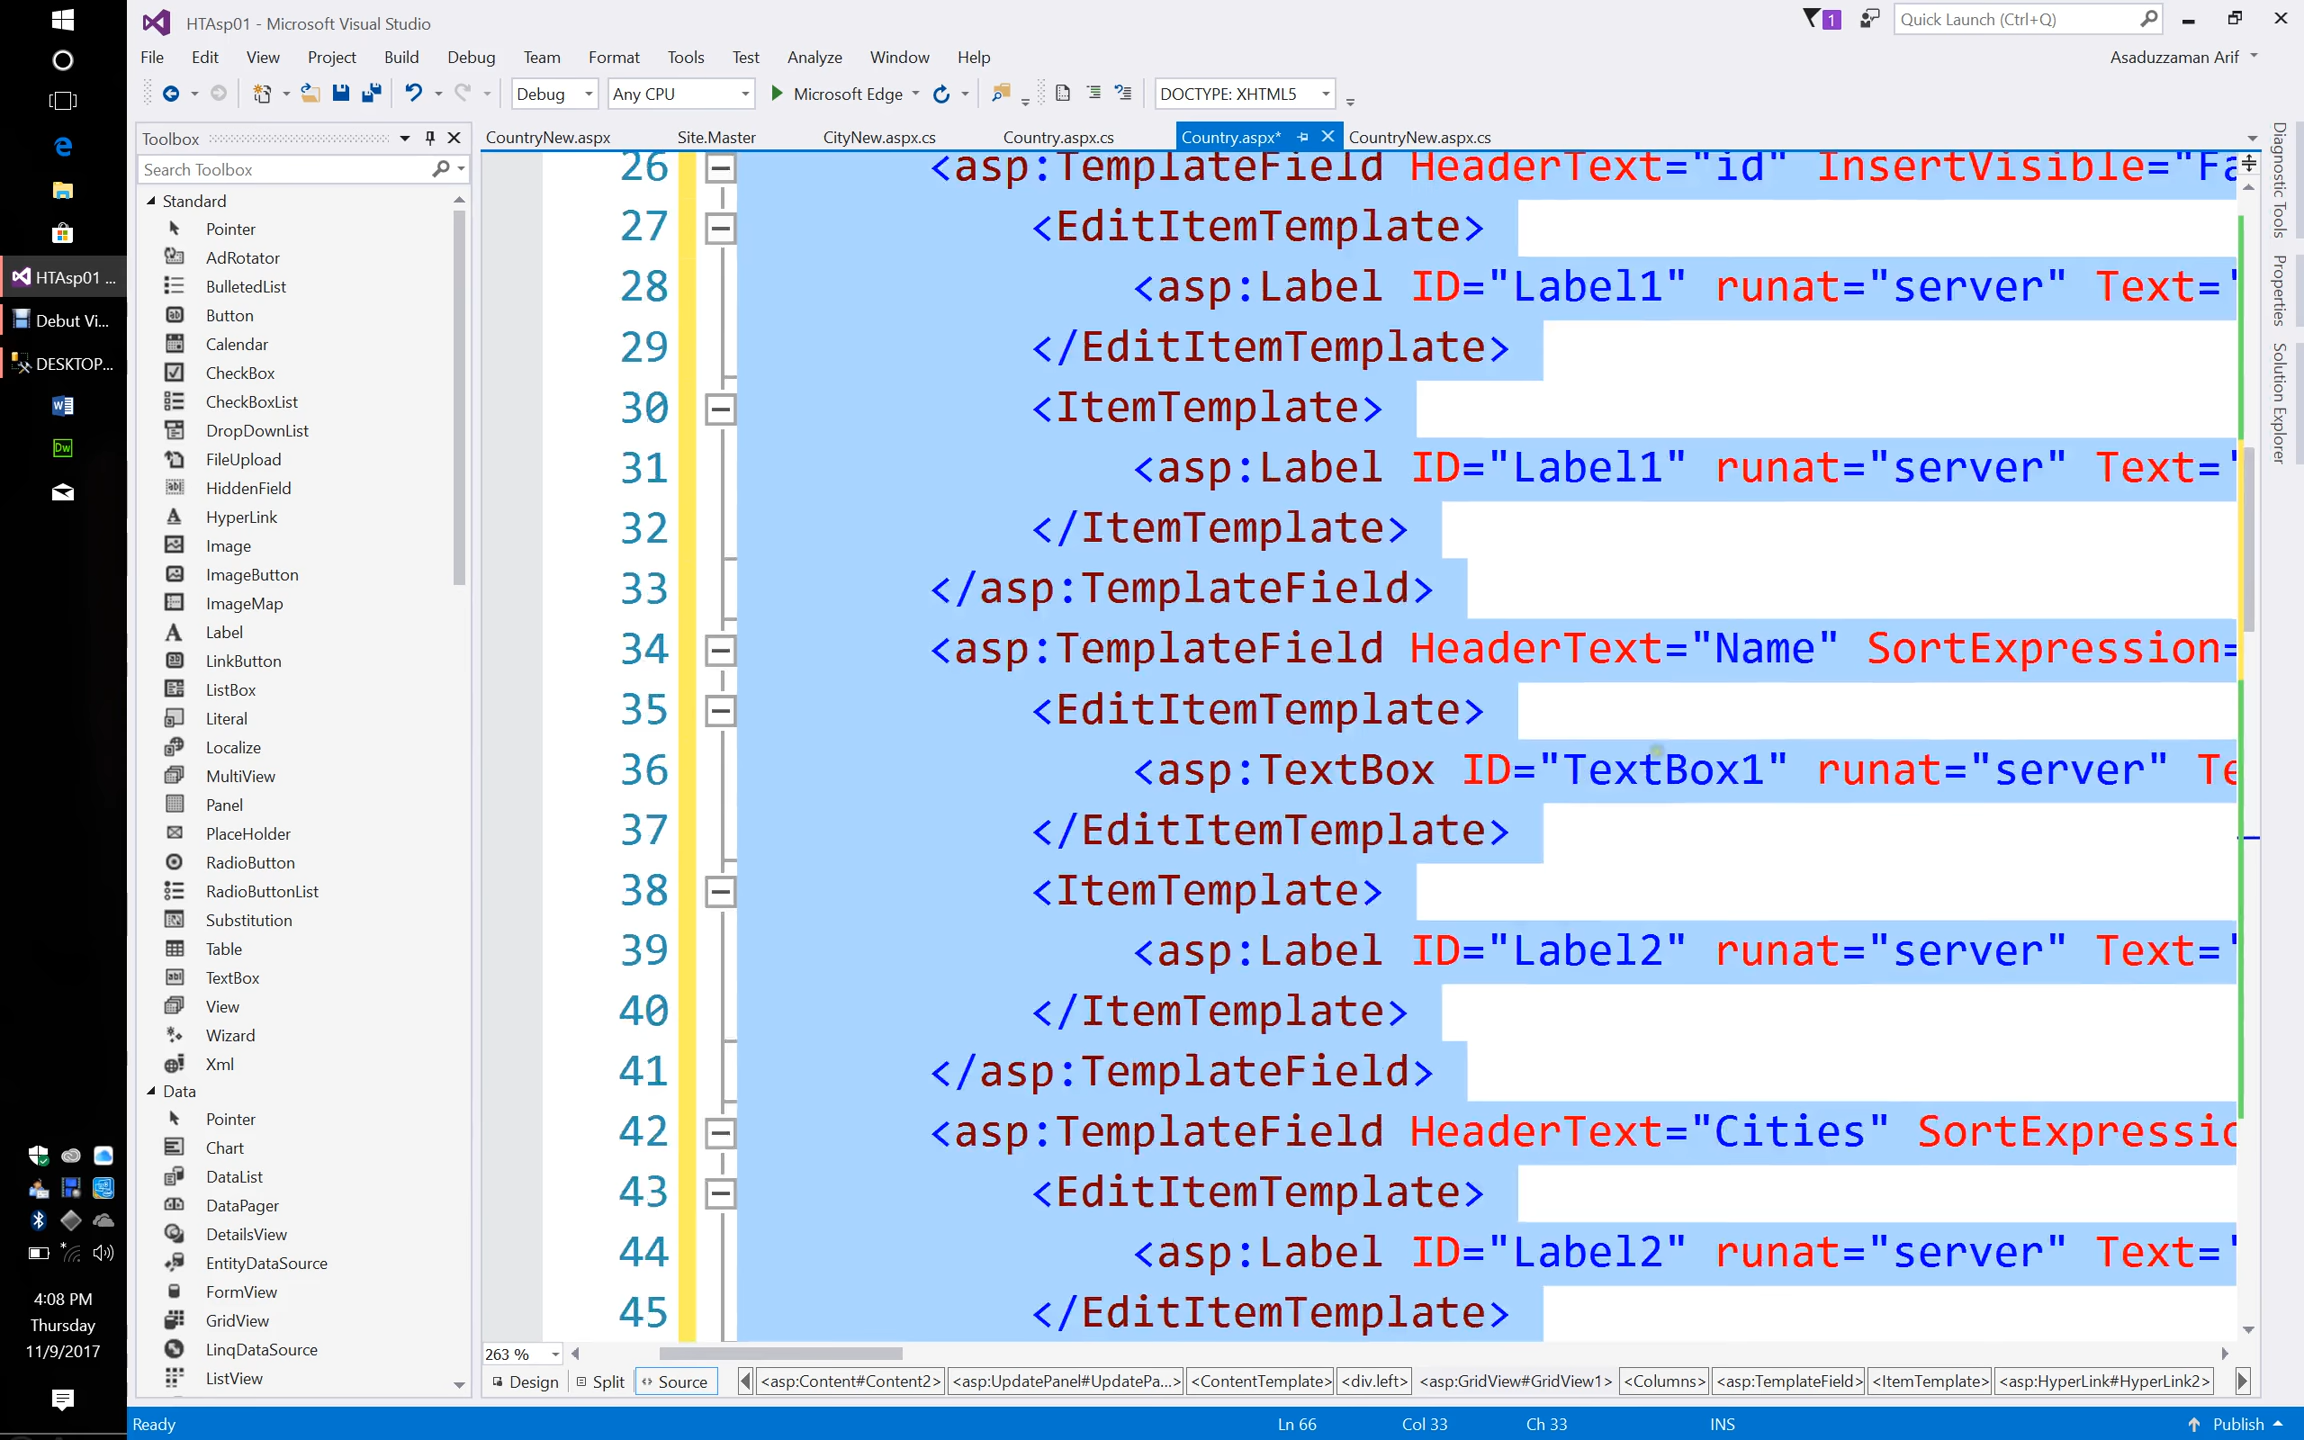 HTAsp01 - Microsoft Visual Studio
1
Quick Launch (Ctrl+Q)
File Edit View Project Build Debug Team Format Tools Test Analyze Window Help
Asaduzzaman Arif
Debug Any CPU Microsoft Edge DOCTYPE: XHTML5
Toolbox
CountryNew.aspx Site.Master CityNew.aspx.cs Country.aspx.cs Country.aspx* CountryNew.aspx.cs
Search Toolbox
Standard
Pointer
AdRotator
BulletedList
Button
Calendar
CheckBox
CheckBoxList
DropDownList
FileUpload
HiddenField
HyperLink
Image
ImageButton
ImageMap
Label
LinkButton
ListBox
Literal
Localize
MultiView
Panel
PlaceHolder
RadioButton
RadioButtonList
Substitution
Table
TextBox
View
Wizard
Xml
Data
Pointer
Chart
DataList
DataPager
DetailsView
EntityDataSource
FormView
GridView
LinqDataSource
ListView
26 <asp:TemplateField HeaderText="id" InsertVisible="Fa
27 <EditItemTemplate>
28 <asp:Label ID="Label1" runat="server" Text='
29 </EditItemTemplate>
30 <ItemTemplate>
31 <asp:Label ID="Label1" runat="server" Text='
32 </ItemTemplate>
33 </asp:TemplateField>
34 <asp:TemplateField HeaderText="Name" SortExpression=
35 <EditItemTemplate>
36 <asp:TextBox ID="TextBox1" runat="server" Te
37 </EditItemTemplate>
38 <ItemTemplate>
39 <asp:Label ID="Label2" runat="server" Text='
40 </ItemTemplate>
41 </asp:TemplateField>
42 <asp:TemplateField HeaderText="Cities" SortExpressio
43 <EditItemTemplate>
44 <asp:Label ID="Label2" runat="server" Text='
45 </EditItemTemplate>
Diagnostic Tools
Properties
Solution Explorer
HTAsp01 ...
Debut Vi...
DESKTOP...
Dw
4:08 PM
Thursday
11/9/2017
263 %
Design Split Source <asp:Content#Content2> <asp:UpdatePanel#UpdatePa...> <ContentTemplate> <div.left> <asp:GridView#GridView1> <Columns> <asp:TemplateField> <ItemTemplate> <asp:HyperLink#HyperLink2>
Ready Ln 66 Col 33 Ch 33 INS Publish